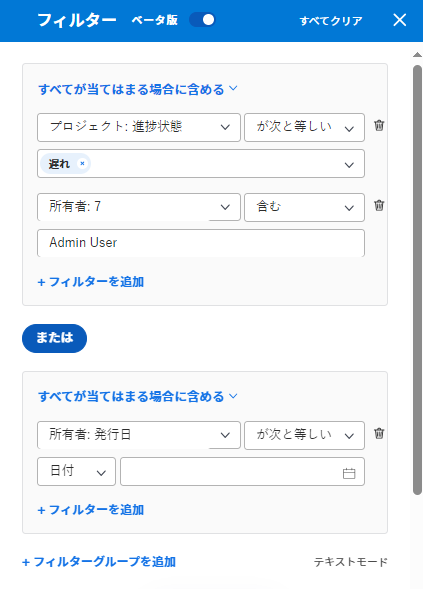 フィルター ベータ版 すべてクリア
すべてが当てはまる場合に含める
プロジェクト: 進捗状態 が次と等しい
遅れ ×
所有者: 7 含む
Admin User
+ フィルターを追加
または
すべてが当てはまる場合に含める
所有者: 発行日 が次と等しい
日付
+ フィルターを追加
+ フィルターグループを追加 テキストモード